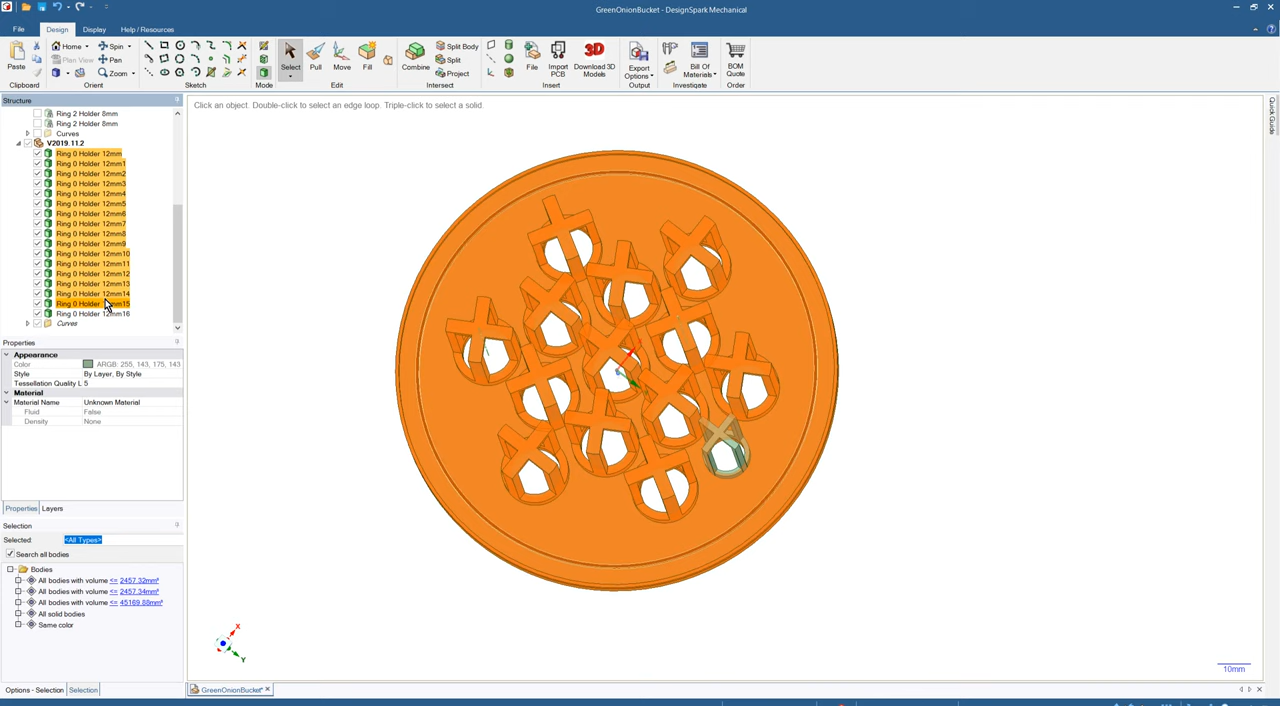 GreenOnionBucket - DesignSpark Mechanical
File Design Display Help / Resources
Paste
Home Spin
Plan View Pan
Zoom
Select Pull Move Fill
Combine
Split Body
Split
Project
File Import PCB Download 3D Models
Export Options
Bill Of Materials
BOM Quote
Clipboard Orient Sketch Mode Edit Intersect Insert Output Investigate Order
Structure
Click an object. Double-click to select an edge loop. Triple-click to select a solid
Quick Guide
Ring 2 Holder 8mm
Ring 2 Holder 8mm
Curves
V2019.11.2
Ring 0 Holder 12mm
Ring 0 Holder 12mm1
Ring 0 Holder 12mm2
Ring 0 Holder 12mm3
Ring 0 Holder 12mm4
Ring 0 Holder 12mm5
Ring 0 Holder 12mm6
Ring 0 Holder 12mm7
Ring 0 Holder 12mm8
Ring 0 Holder 12mm9
Ring 0 Holder 12mm10
Ring 0 Holder 12mm11
Ring 0 Holder 12mm12
Ring 0 Holder 12mm13
Ring 0 Holder 12mm14
Ring 0 Holder 12mm15
Ring 0 Holder 12mm16
Curves
Properties
Appearance
Color ARGB: 255, 143, 175, 143
Style By Layer, By Style
Tessellation Quality L 5
Material
Material Name Unknown Material
Fluid False
Density None
Properties Layers
Selection
Selected: <All Types>
Search all bodies
Bodies
All bodies with volume <= 2457.32mm³
All bodies with volume <= 2457.34mm³
All bodies with volume <= 45169.88mm³
All solid bodies
Same color
X
Y
10mm
Options - Selection Selection
GreenOnionBucket*